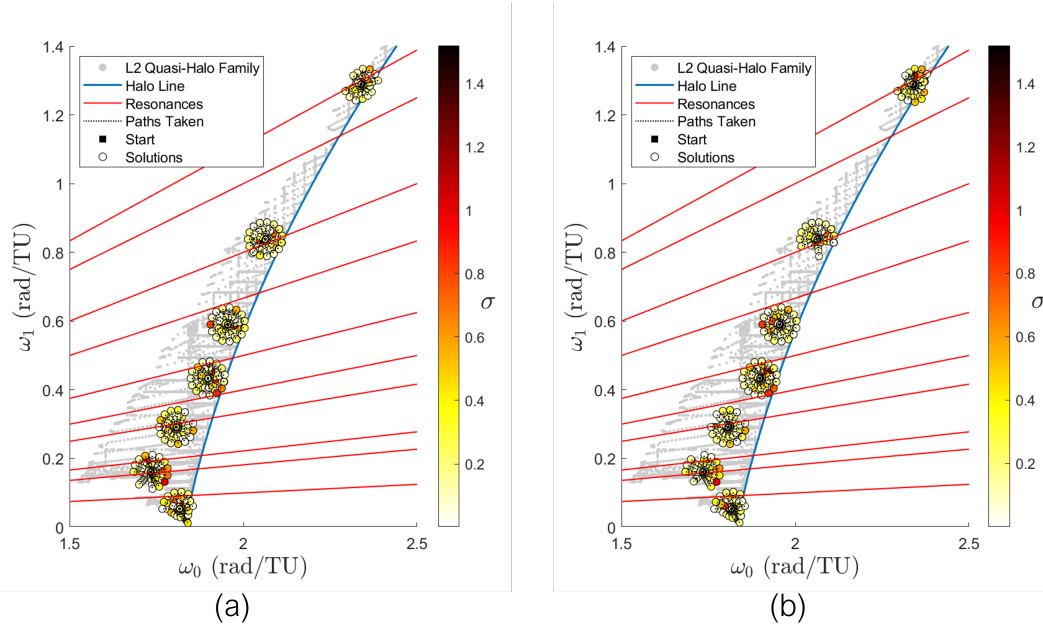 1.4
1.2
1
0.8
0.6
0.4
0.2
0
1.5
2
2.5
ω₁ (rad/TU)
ω₀ (rad/TU)
L2 Quasi-Halo Family
Halo Line
Resonances
Paths Taken
Start
Solutions
1.4
1.2
1
0.8
0.6
0.4
0.2
σ
(a)
1.4
1.2
1
0.8
0.6
0.4
0.2
0
1.5
2
2.5
ω₁ (rad/TU)
ω₀ (rad/TU)
L2 Quasi-Halo Family
Halo Line
Resonances
Paths Taken
Start
Solutions
1.4
1.2
1
0.8
0.6
0.4
0.2
σ
(b)